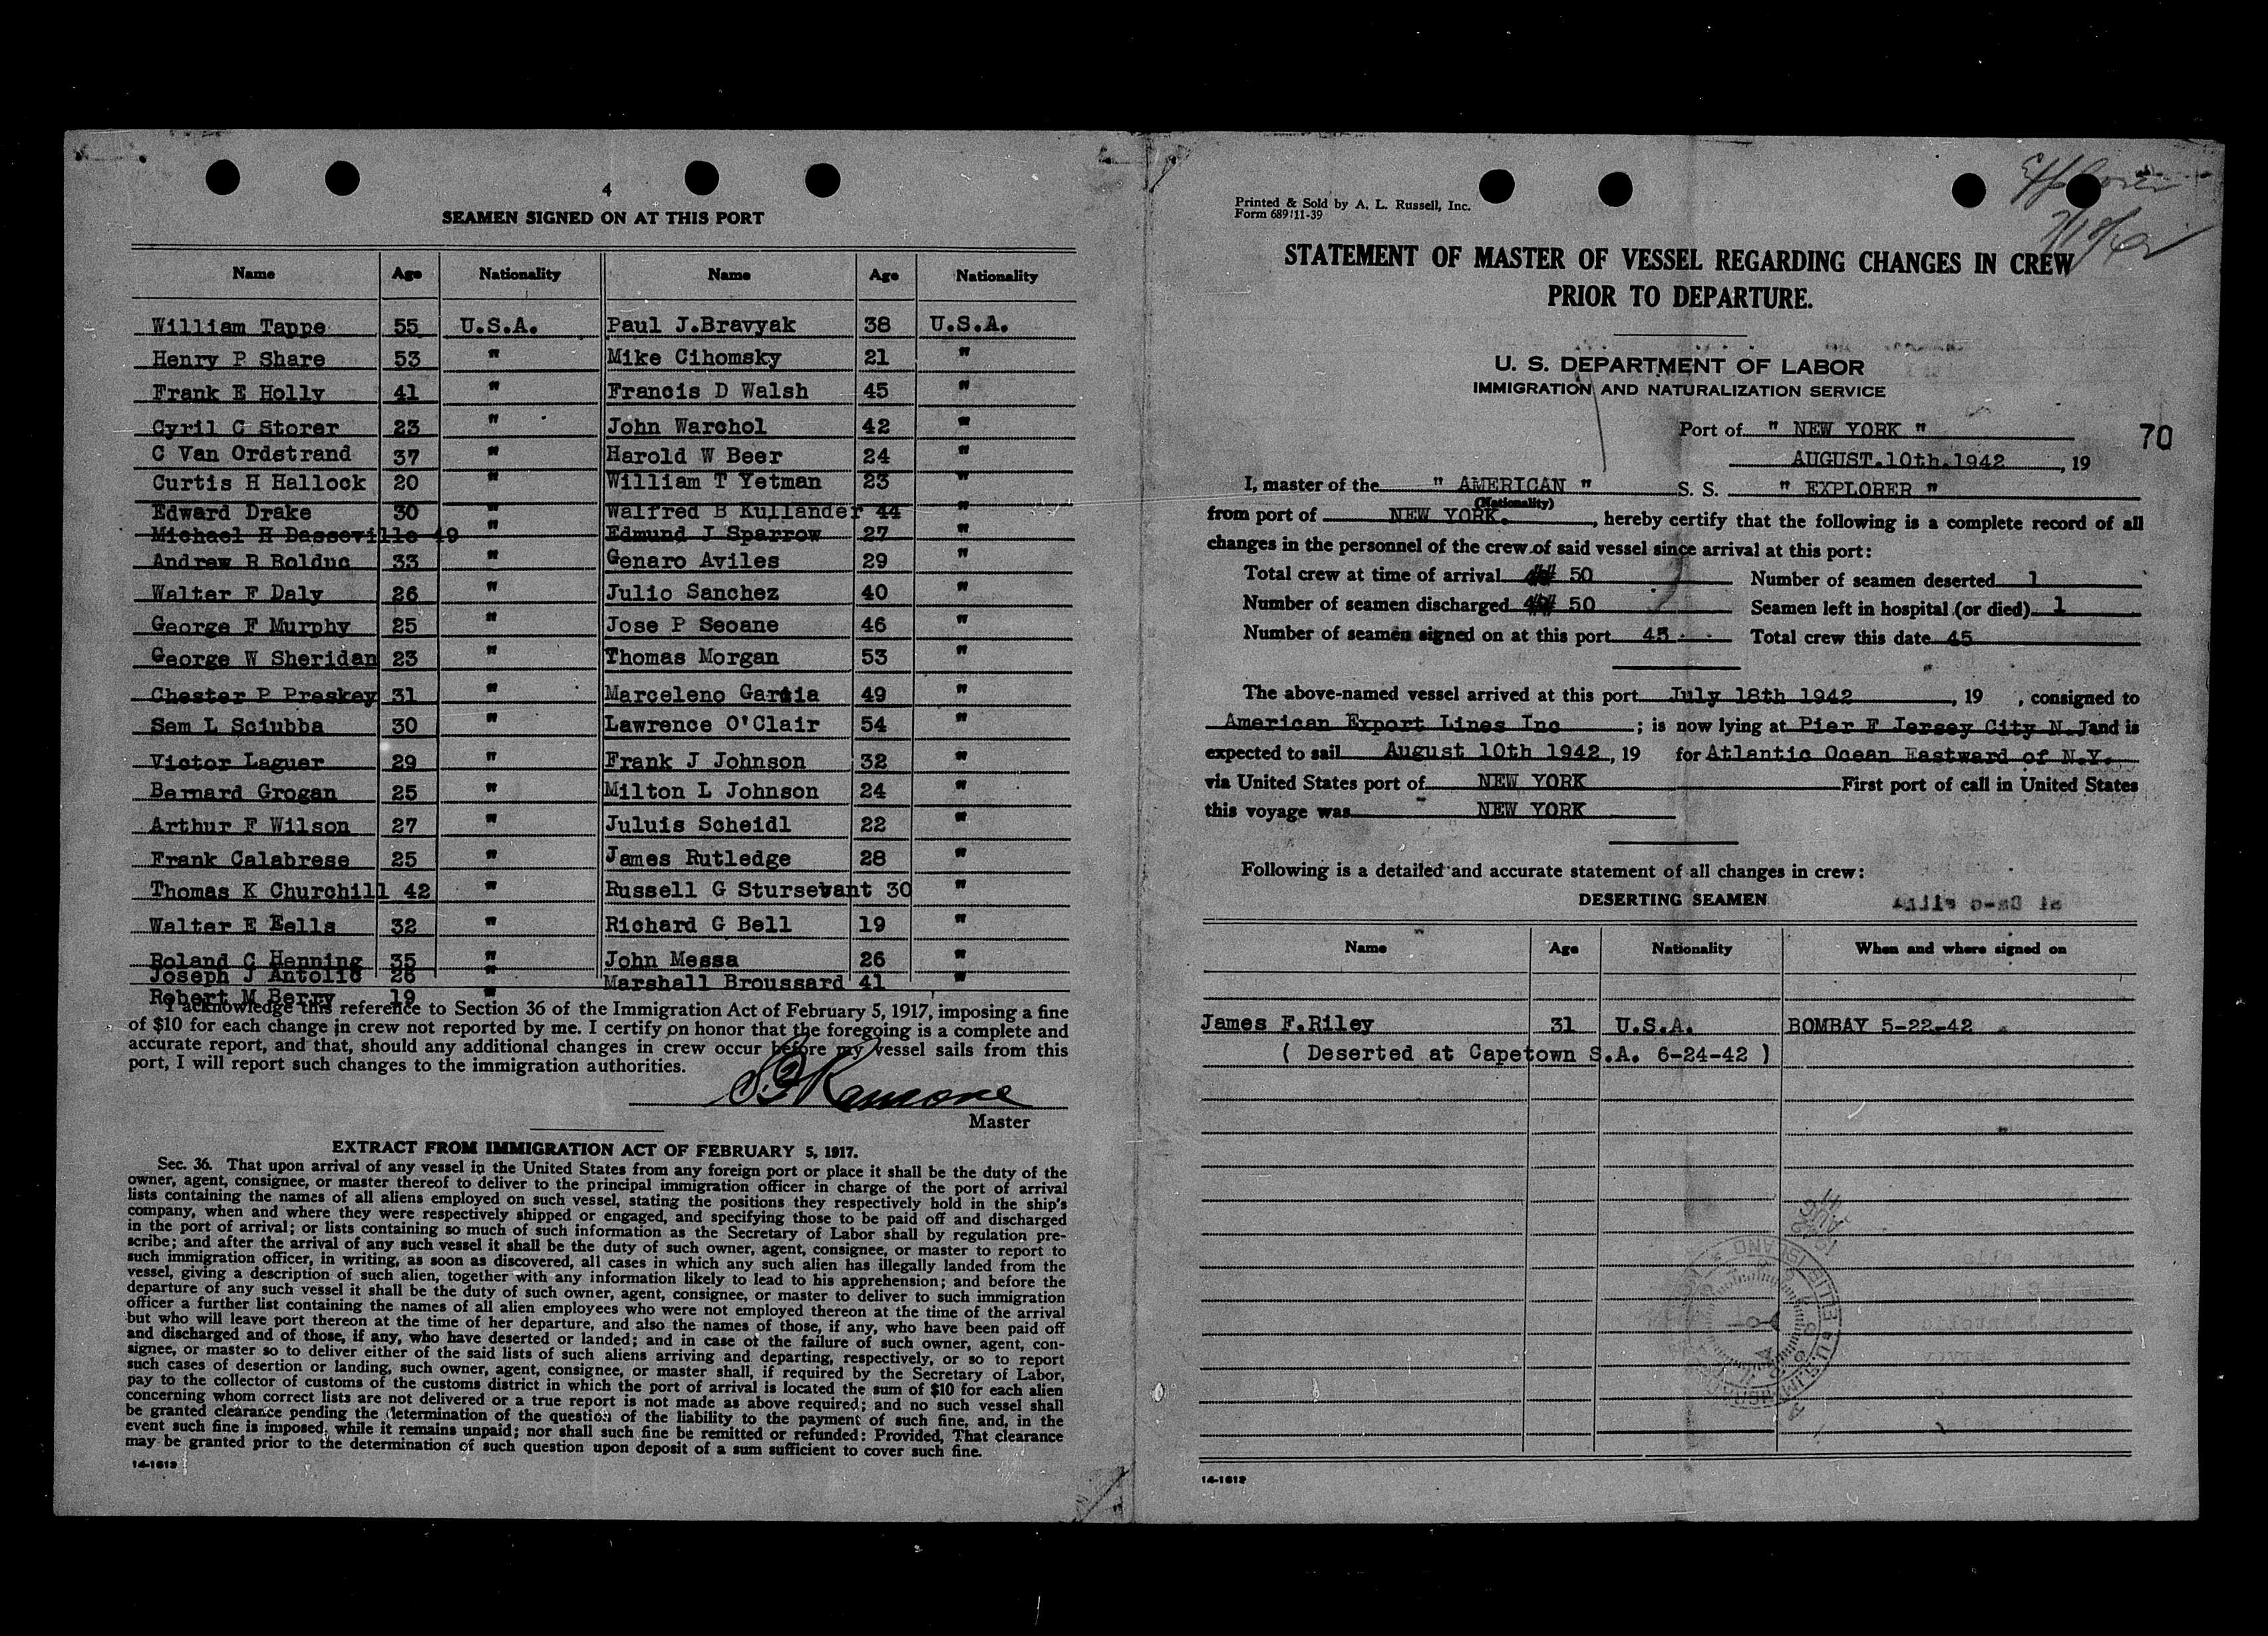 4
SEAMEN SIGNED ON AT THIS PORT
Name Age Nationality Name Age Nationality
William Tappe 55 U.S.A. Paul J.Bravyak 38 U.S.A.
Henry P Share 53 " Mike Cihomsky 21 "
Frank E Holly 41 " Francis D Walsh 45 "
Cyril C Storer 23 " John Warchol 42 "
C Van Ordstrand 37 " Harold W Beer 24 "
Curtis H Hallock 20 " William T Yetman 23 "
Edward Drake 30 " Walfred B Kullander 44 "
Michael H Dasseville 49 " Edmund J Sparrow 27 "
Andrew R Bolduc 33 " Genaro Aviles 29 "
Walter F Daly 26 " Julio Sanchez 40 "
George F Murphy 25 " Jose P Seoane 46 "
George W Sheridan 23 " Thomas Morgan 53 "
Chester P Preskey 31 " Marceleno Garcia 49 "
Sem L Sciubba 30 " Lawrence O'Clair 54 "
Victor Laguer 29 " Frank J Johnson 32 "
Bernard Grogan 25 " Milton L Johnson 24 "
Arthur F Wilson 27 " Juluis Scheidl 22 "
Frank Calabrese 25 " James Rutledge 28 "
Thomas K Churchill 42 " Russell G Stursevant 30 "
Walter E Eells 32 " Richard G Bell 19 "
Roland C Henning 35 " John Messa 26 "
Joseph J Antolic 26 " Marshall Broussard 41 "
Robert M Berry 19 "
I acknowledge this reference to Section 36 of the Immigration Act of February 5, 1917, imposing a fine
of $10 for each change in crew not reported by me. I certify on honor that the foregoing is a complete and
accurate report, and that, should any additional changes in crew occur before my vessel sails from this
port, I will report such changes to the immigration authorities.
Master
EXTRACT FROM IMMIGRATION ACT OF FEBRUARY 5, 1917.
Sec. 36. That upon arrival of any vessel in the United States from any foreign port or place it shall be the duty of the
owner, agent, consignee, or master thereof to deliver to the principal immigration officer in charge of the port of arrival
lists containing the names of all aliens employed on such vessel, stating the positions they respectively hold in the ship's
company, when and where they were respectively shipped or engaged, and specifying those to be paid off and discharged
in the port of arrival; or lists containing so much of such information as the Secretary of Labor shall by regulation pre-
scribe; and after the arrival of any such vessel it shall be the duty of such owner, agent, consignee, or master to report to
such immigration officer, in writing, as soon as discovered, all cases in which any such alien has illegally landed from the
vessel, giving a description of such alien, together with any information likely to lead to his apprehension; and before the
departure of any such vessel it shall be the duty of such owner, agent, consignee, or master to deliver to such immigration
officer a further list containing the names of all alien employees who were not employed thereon at the time of the arrival
but who will leave port thereon at the time of her departure, and also the names of those, if any, who have been paid off
and discharged and of those, if any, who have deserted or landed; and in case ot the failure of such owner, agent, con-
signee, or master so to deliver either of the said lists of such aliens arriving and departing, respectively, or so to report
such cases of desertion or landing, such owner, agent, consignee, or master shall, if required by the Secretary of Labor,
pay to the collector of customs of the customs district in which the port of arrival is located the sum of $10 for each alien
concerning whom correct lists are not delivered or a true report is not made as above required; and no such vessel shall
be granted clearance pending the determination of the question of the liability to the payment of such fine, and, in the
event such fine is imposed, while it remains unpaid; nor shall such fine be remitted or refunded: Provided, That clearance
may be granted prior to the determination of such question upon deposit of a sum sufficient to cover such fine.
14-1613
Printed & Sold by A. L. Russell, Inc.
Form 689 11-39
Explorer
STATEMENT OF MASTER OF VESSEL REGARDING CHANGES IN CREW
PRIOR TO DEPARTURE.
U. S. DEPARTMENT OF LABOR
IMMIGRATION AND NATURALIZATION SERVICE
Port of " NEW YORK "
70
AUGUST.10th.1942 , 19
I, master of the " AMERICAN " S. S. " EXPLORER "
(Nationality)
from port of NEW YORK. , hereby certify that the following is a complete record of all
changes in the personnel of the crew of said vessel since arrival at this port:
Total crew at time of arrival 50 Number of seamen deserted 1
Number of seamen discharged 50 Seamen left in hospital (or died) 1
Number of seamen signed on at this port 45 Total crew this date 45
The above-named vessel arrived at this port July 18th 1942 , 19 , consigned to
American Export Lines Inc ; is now lying at Pier F Jersey City N.J and is
expected to sail August 10th 1942 , 19 for Atlantic Ocean Eastward of N.Y.
via United States port of NEW YORK First port of call in United States
this voyage was NEW YORK
Following is a detailed and accurate statement of all changes in crew:
DESERTING SEAMEN
Name Age Nationality When and where signed on
James F.Riley 31 U.S.A. BOMBAY 5-22-42
( Deserted at Capetown S.A. 6-24-42 )
14-1612